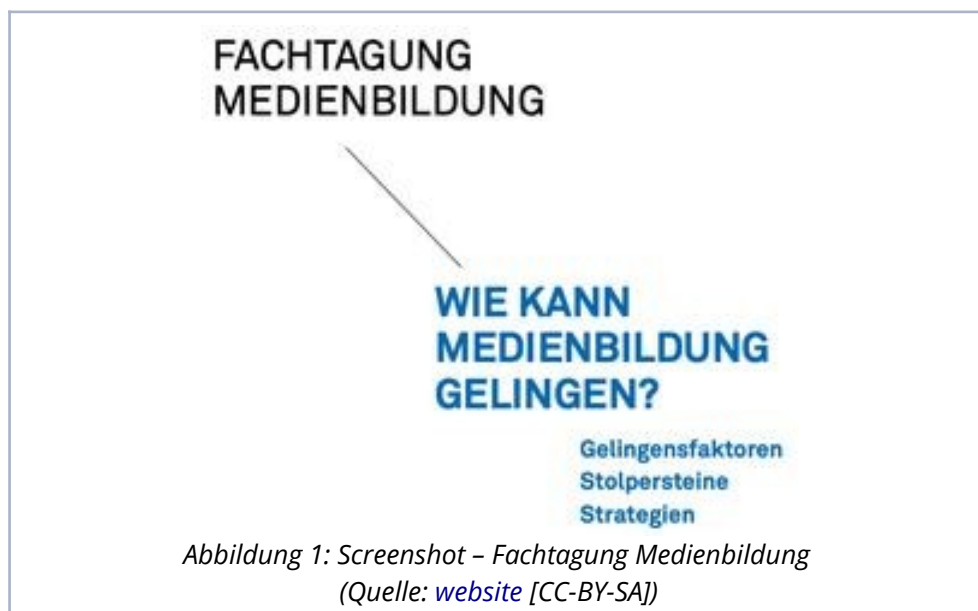 FACHTAGUNG
MEDIENBILDUNG
WIE KANN
MEDIENBILDUNG
GELINGEN?
Gelingensfaktoren
Stolpersteine
Strategien
Abbildung 1: Screenshot – Fachtagung Medienbildung
(Quelle: website [CC-BY-SA])